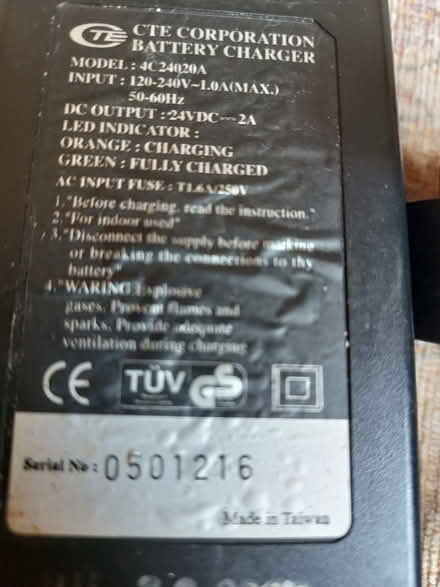 CTE CTE CORPORATION
BATTERY CHARGER
MODEL : 4C24020A
INPUT : 120-240V~1.0A(MAX.)
50-60Hz
DC OUTPUT : 24VDC⎓2A
LED INDICATOR :
ORANGE : CHARGING
GREEN : FULLY CHARGED
AC INPUT FUSE : T1.6A/250V
1."Before charging, read the instruction."
2."For indoor used"
3."Disconnect the supply before making
or breaking the connections to thy
battery"
4."WARING:Explosive
gases. Prevent flames and
sparks. Provide adequate
ventilation during charging
CE TÜV GS
Serial No : 0501216
Made in Taiwan